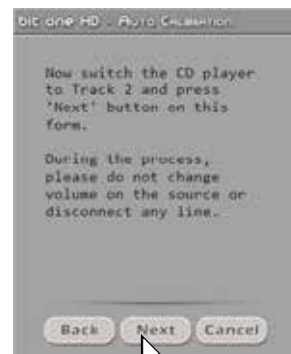 bit one HD - Auto Calibration
Now switch the CD player
to Track 2 and press
'Next' button on this
form.
During the process,
please do not change
volume on the source or
disconnect any line.
Back Next Cancel